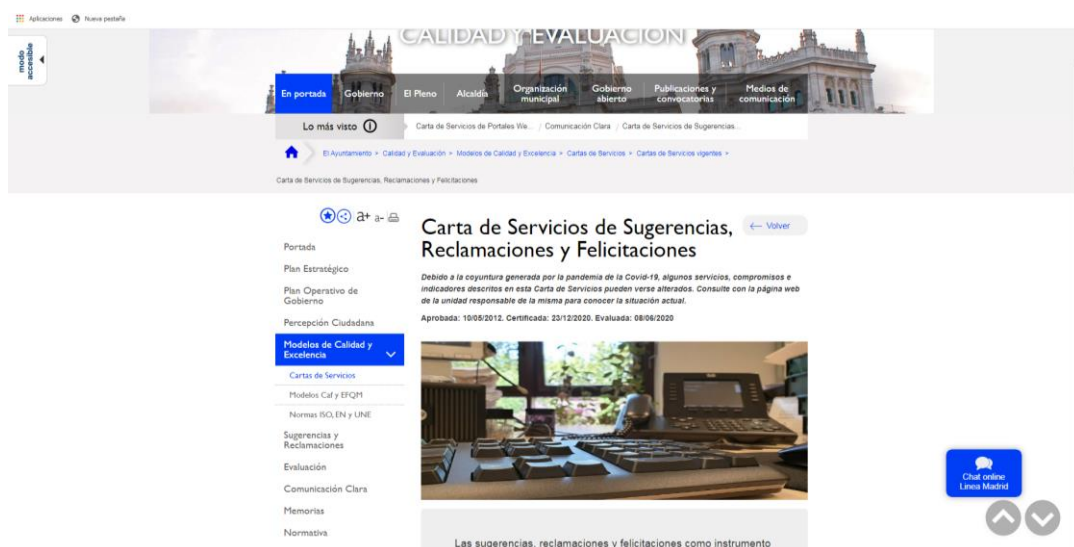 Aplicaciones Nueva pestaña
modo
accesible
CALIDAD Y EVALUACIÓN
En portada Gobierno El Pleno Alcaldía Organización municipal Gobierno abierto Publicaciones y convocatorias Medios de comunicación
Lo más visto Carta de Servicios de Portales We... / Comunicación Clara / Carta de Servicios de Sugerencias...
El Ayuntamiento > Calidad y Evaluación > Modelos de Calidad y Excelencia > Cartas de Servicios > Cartas de Servicios vigentes >
Carta de Servicios de Sugerencias, Reclamaciones y Felicitaciones
a+ a-
Portada
Plan Estratégico
Plan Operativo de
Gobierno
Percepción Ciudadana
Modelos de Calidad y
Excelencia
Cartas de Servicios
Modelos Caf y EFQM
Normas ISO, EN y UNE
Sugerencias y
Reclamaciones
Evaluación
Comunicación Clara
Memorias
Normativa
Carta de Servicios de Sugerencias,
Reclamaciones y Felicitaciones
← Volver
Debido a la coyuntura generada por la pandemia de la Covid-19, algunos servicios, compromisos e
indicadores descritos en esta Carta de Servicios pueden verse alterados. Consulte con la página web
de la unidad responsable de la misma para conocer la situación actual.
Aprobada: 10/05/2012. Certificada: 23/12/2020. Evaluada: 08/06/2020
Las sugerencias, reclamaciones y felicitaciones como instrumento
Chat online
Linea Madrid